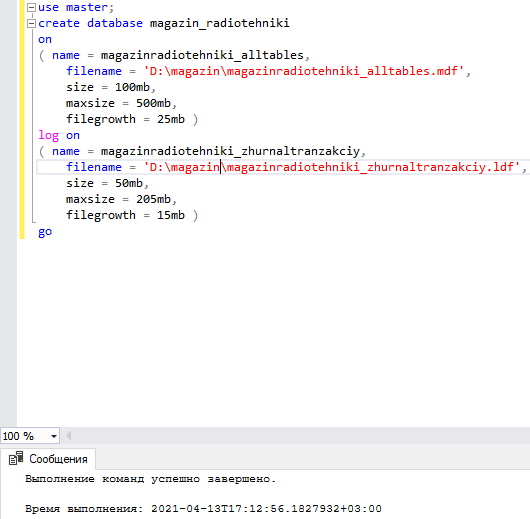 use master;
create database magazin_radiotehniki
on
( name = magazinradiotehniki_alltables,
filename = 'D:\magazin\magazinradiotehniki_alltables.mdf',
size = 100mb,
maxsize = 500mb,
filegrowth = 25mb )
log on
( name = magazinradiotehniki_zhurnaltranzakciy,
filename = 'D:\magazin\magazinradiotehniki_zhurnaltranzakciy.ldf',
size = 50mb,
maxsize = 205mb,
filegrowth = 15mb )
go
100 %
Сообщения
Выполнение команд успешно завершено.
Время выполнения: 2021-04-13T17:12:56.1827932+03:00